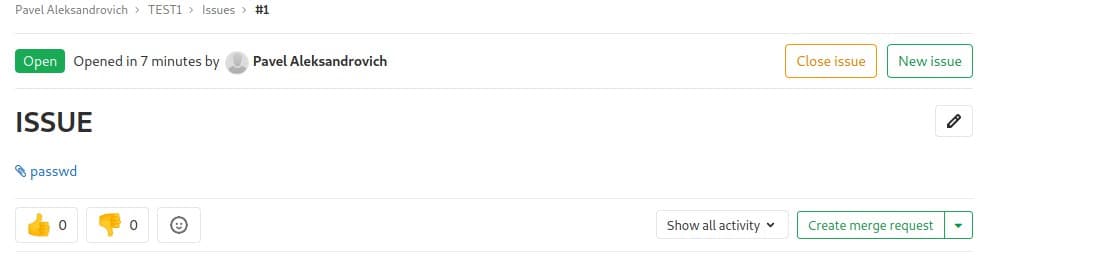 Pavel Aleksandrovich > TEST1 > Issues > #1
Open Opened in 7 minutes by Pavel Aleksandrovich Close issue New issue
ISSUE
passwd
0 0 Show all activity Create merge request